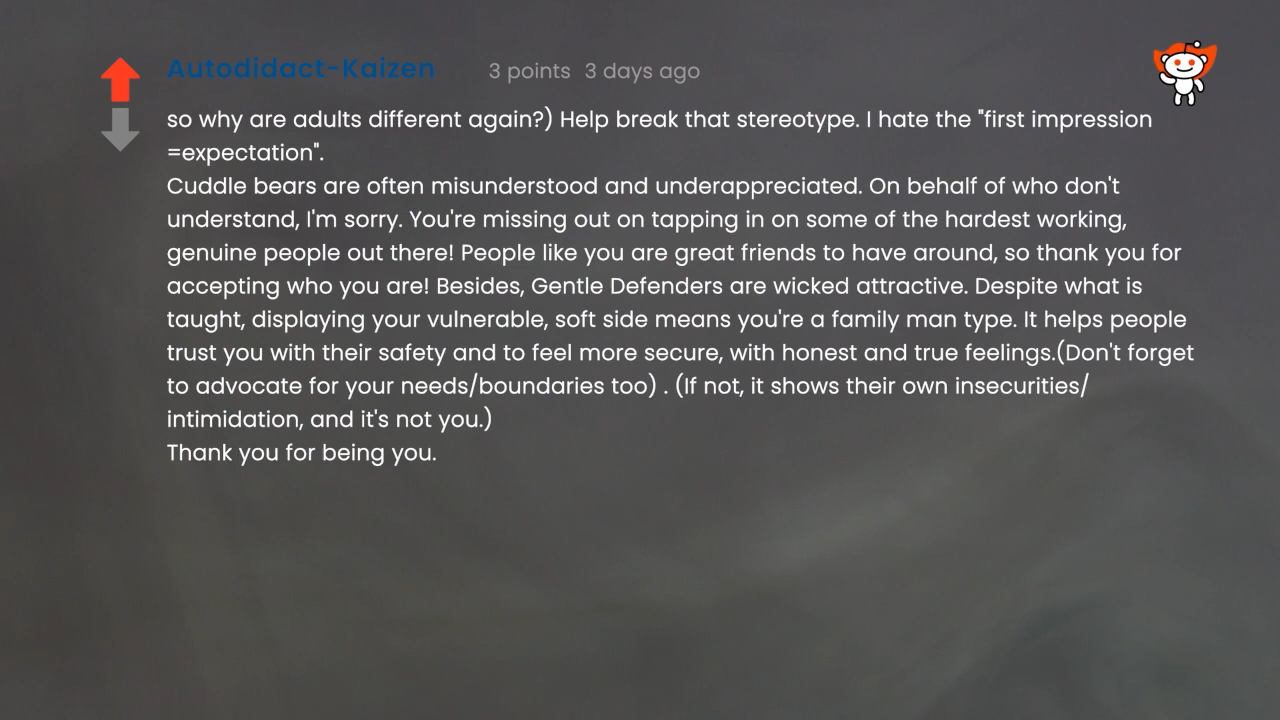 Autodidact-Kaizen 3 points 3 days ago
so why are adults different again?) Help break that stereotype. I hate the "first impression
=expectation".
Cuddle bears are often misunderstood and underappreciated. On behalf of who don't
understand, I'm sorry. You're missing out on tapping in on some of the hardest working,
genuine people out there! People like you are great friends to have around, so thank you for
accepting who you are! Besides, Gentle Defenders are wicked attractive. Despite what is
taught, displaying your vulnerable, soft side means you're a family man type. It helps people
trust you with their safety and to feel more secure, with honest and true feelings.(Don't forget
to advocate for your needs/boundaries too) . (If not, it shows their own insecurities/
intimidation, and it's not you.)
Thank you for being you.